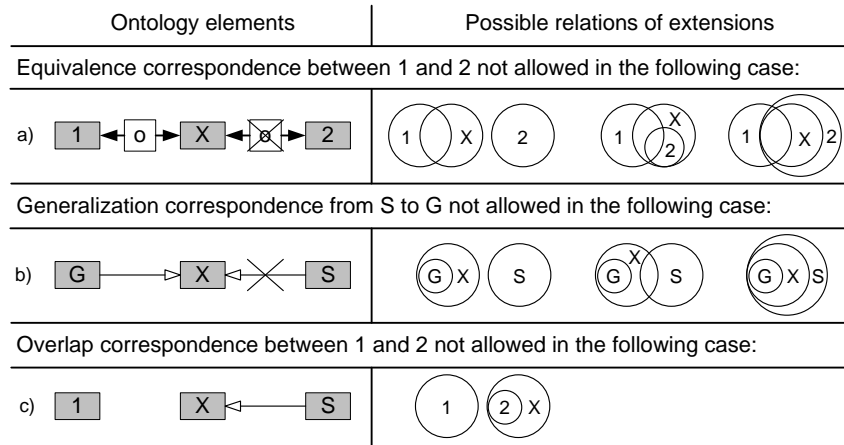 Ontology elements Possible relations of extensions
Equivalence correspondence between 1 and 2 not allowed in the following case:
a) 1 o X o 2 1 X 2 1 X 2 1 X 2
Generalization correspondence from S to G not allowed in the following case:
b) G X S G X S G X S G X S
Overlap correspondence between 1 and 2 not allowed in the following case:
c) 1 X S 1 2 X